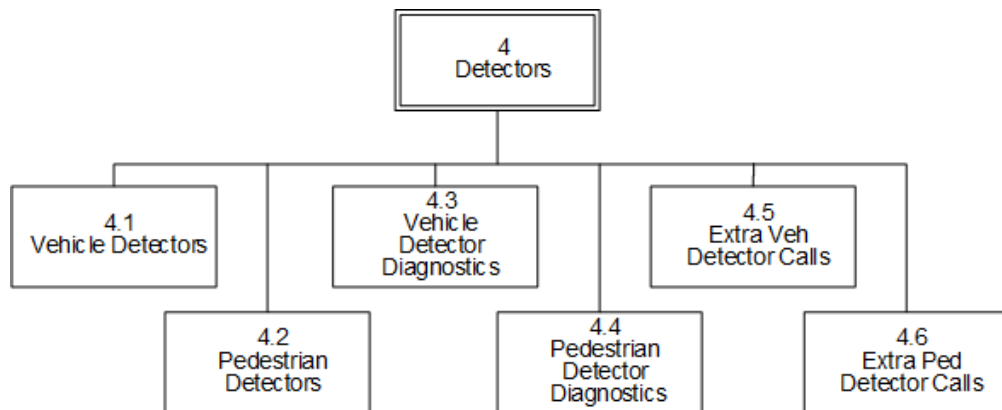 4
Detectors
4.1
Vehicle Detectors
4.2
Pedestrian
Detectors
4.3
Vehicle
Detector
Diagnostics
4.4
Pedestrian
Detector
Diagnostics
4.5
Extra Veh
Detector Calls
4.6
Extra Ped
Detector Calls